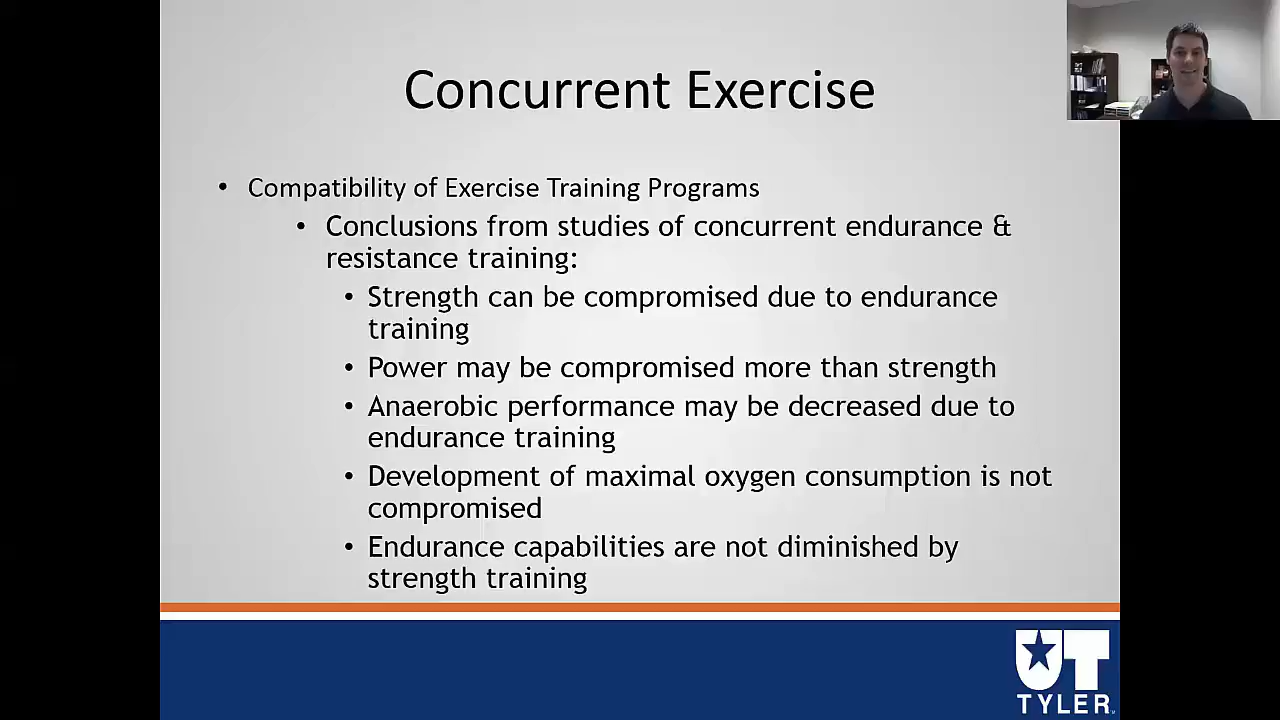 Concurrent Exercise
• Compatibility of Exercise Training Programs
• Conclusions from studies of concurrent endurance &
resistance training:
• Strength can be compromised due to endurance
training
• Power may be compromised more than strength
• Anaerobic performance may be decreased due to
endurance training
• Development of maximal oxygen consumption is not
compromised
• Endurance capabilities are not diminished by
strength training
UT
TYLER